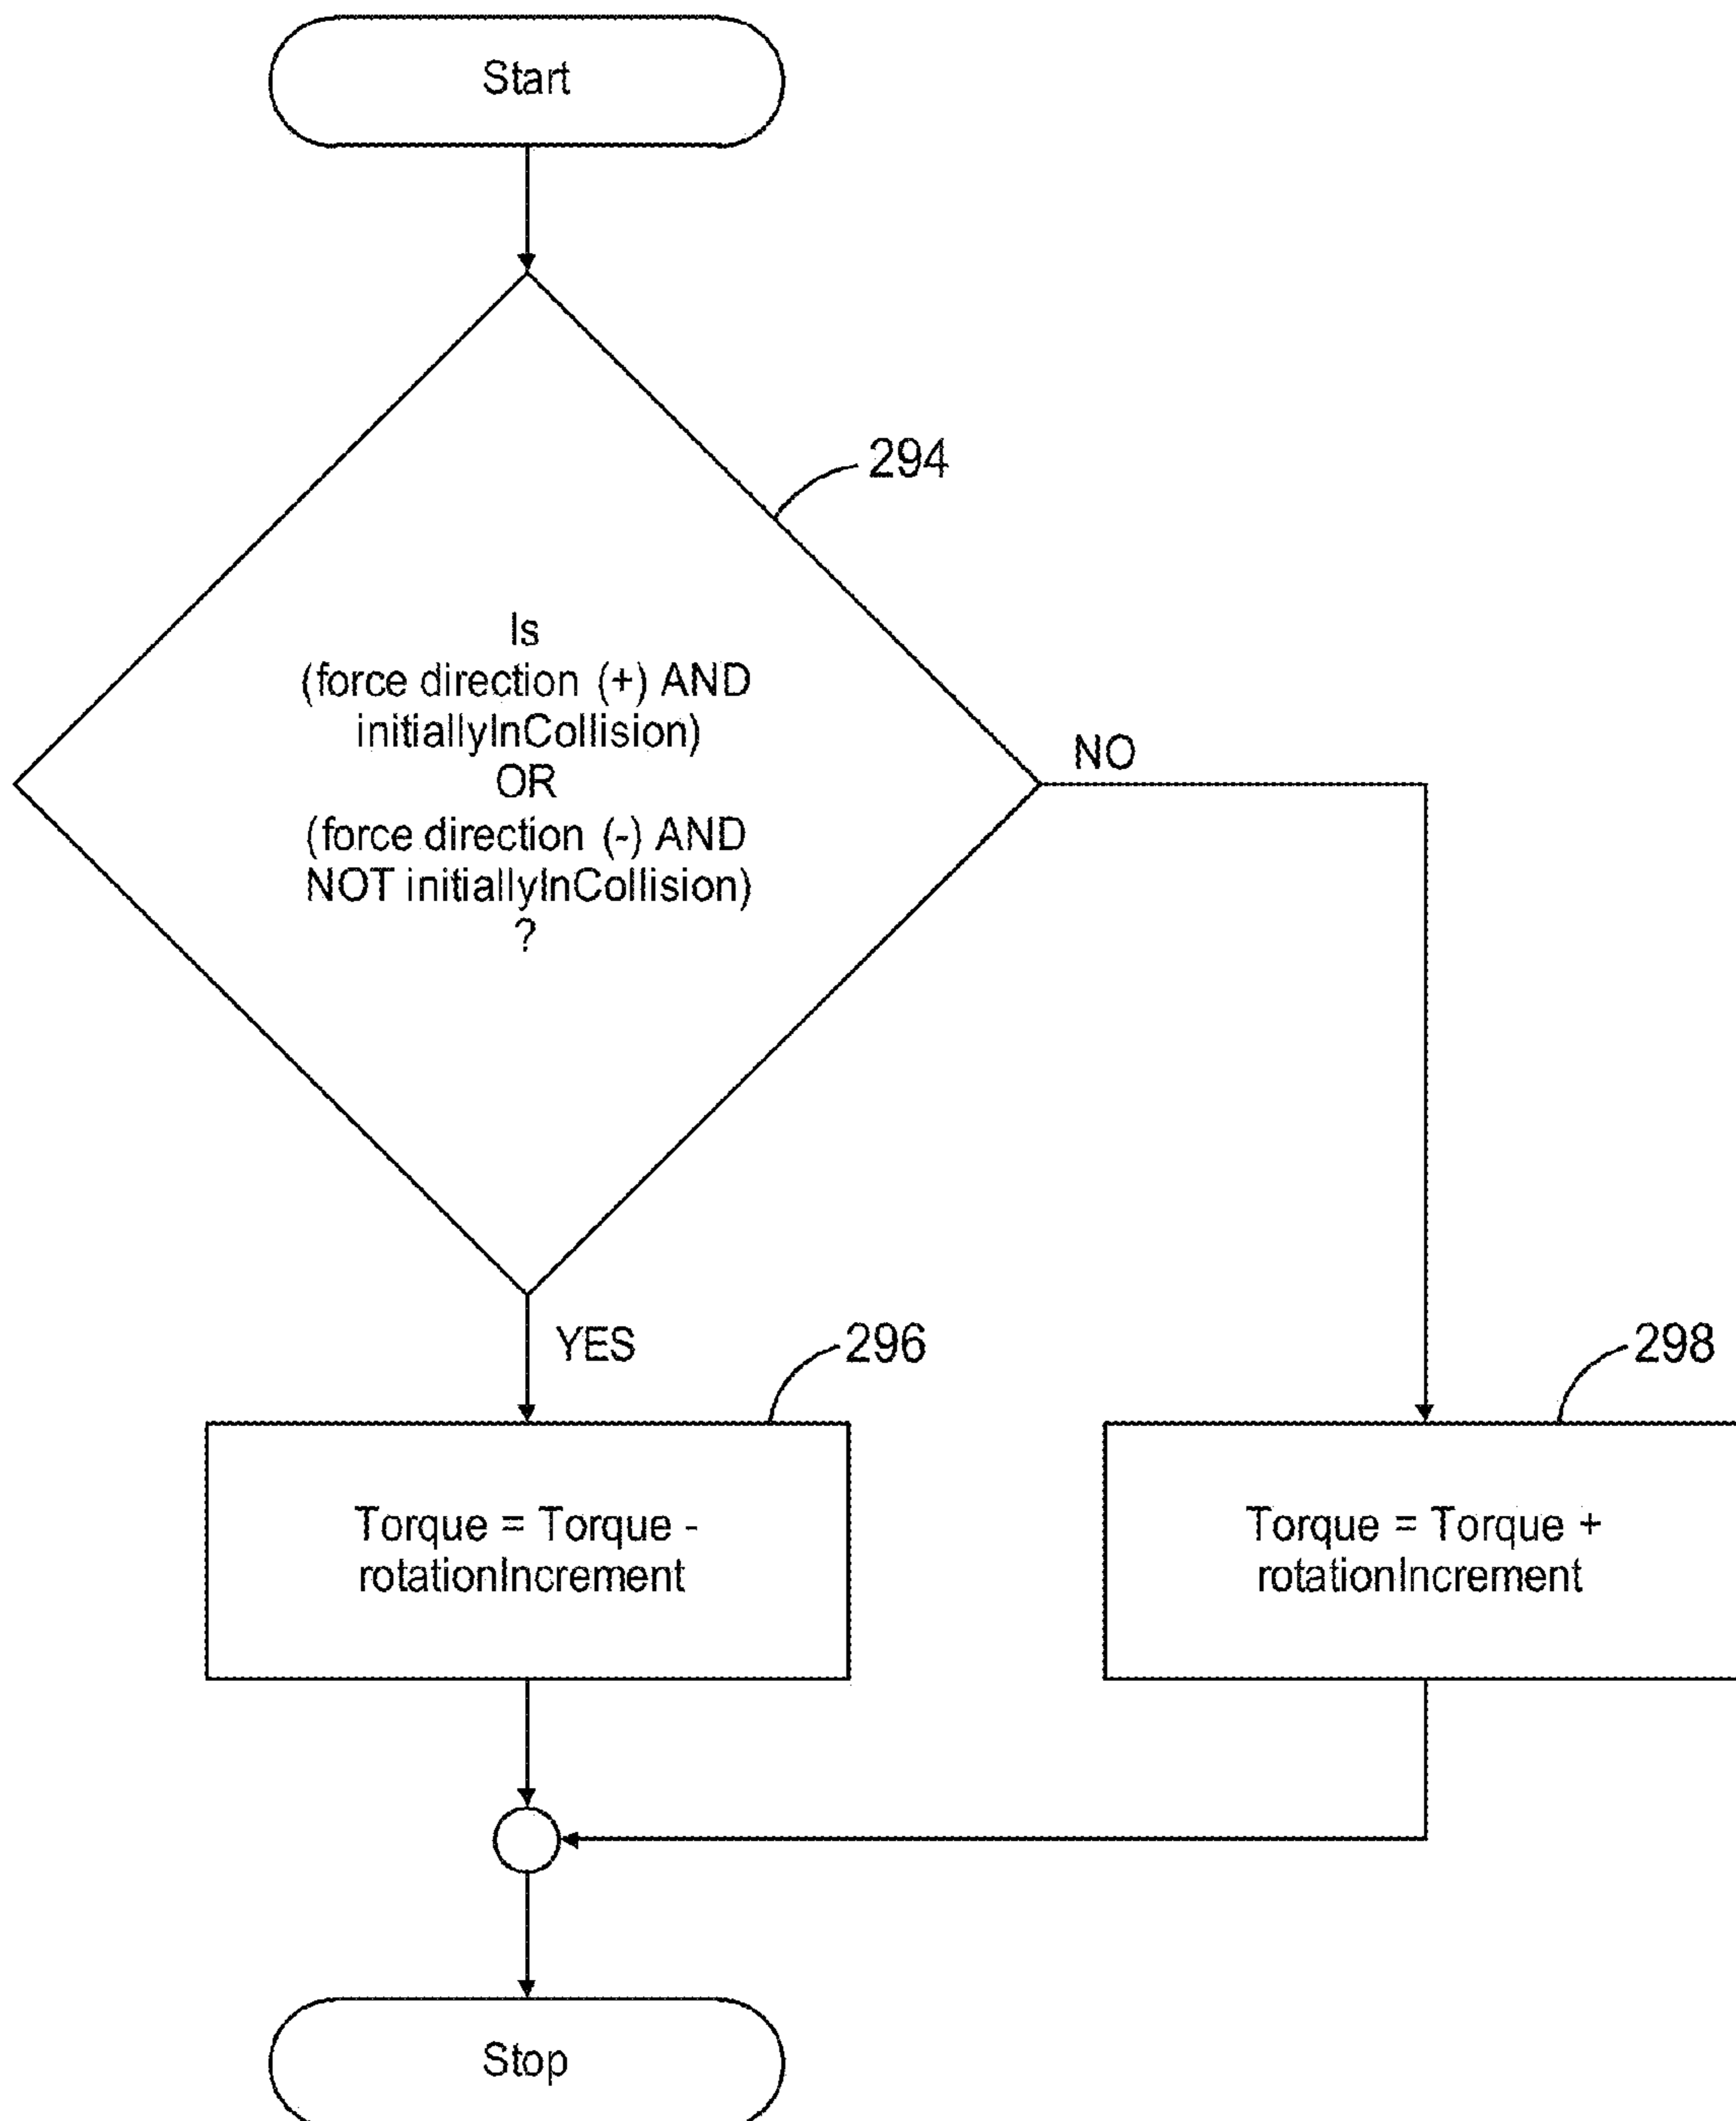 Start
294
Is
(force direction (+) AND
initiallyInCollision)
OR
(force direction (-) AND
NOT initiallyInCollision)
?
NO
YES
296
298
Torque = Torque -
rotationIncrement
Torque = Torque +
rotationIncrement
Stop